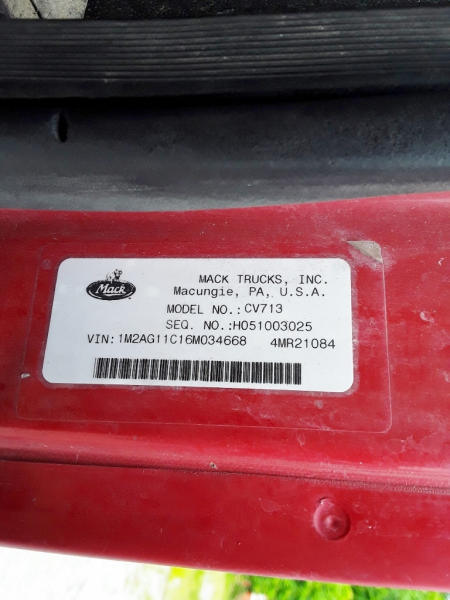 Mack
MACK TRUCKS, INC.
Macungie, PA, U.S.A.
MODEL NO.:CV713
SEQ. NO.:H051003025
VIN:1M2AG11C16M034668 4MR21084